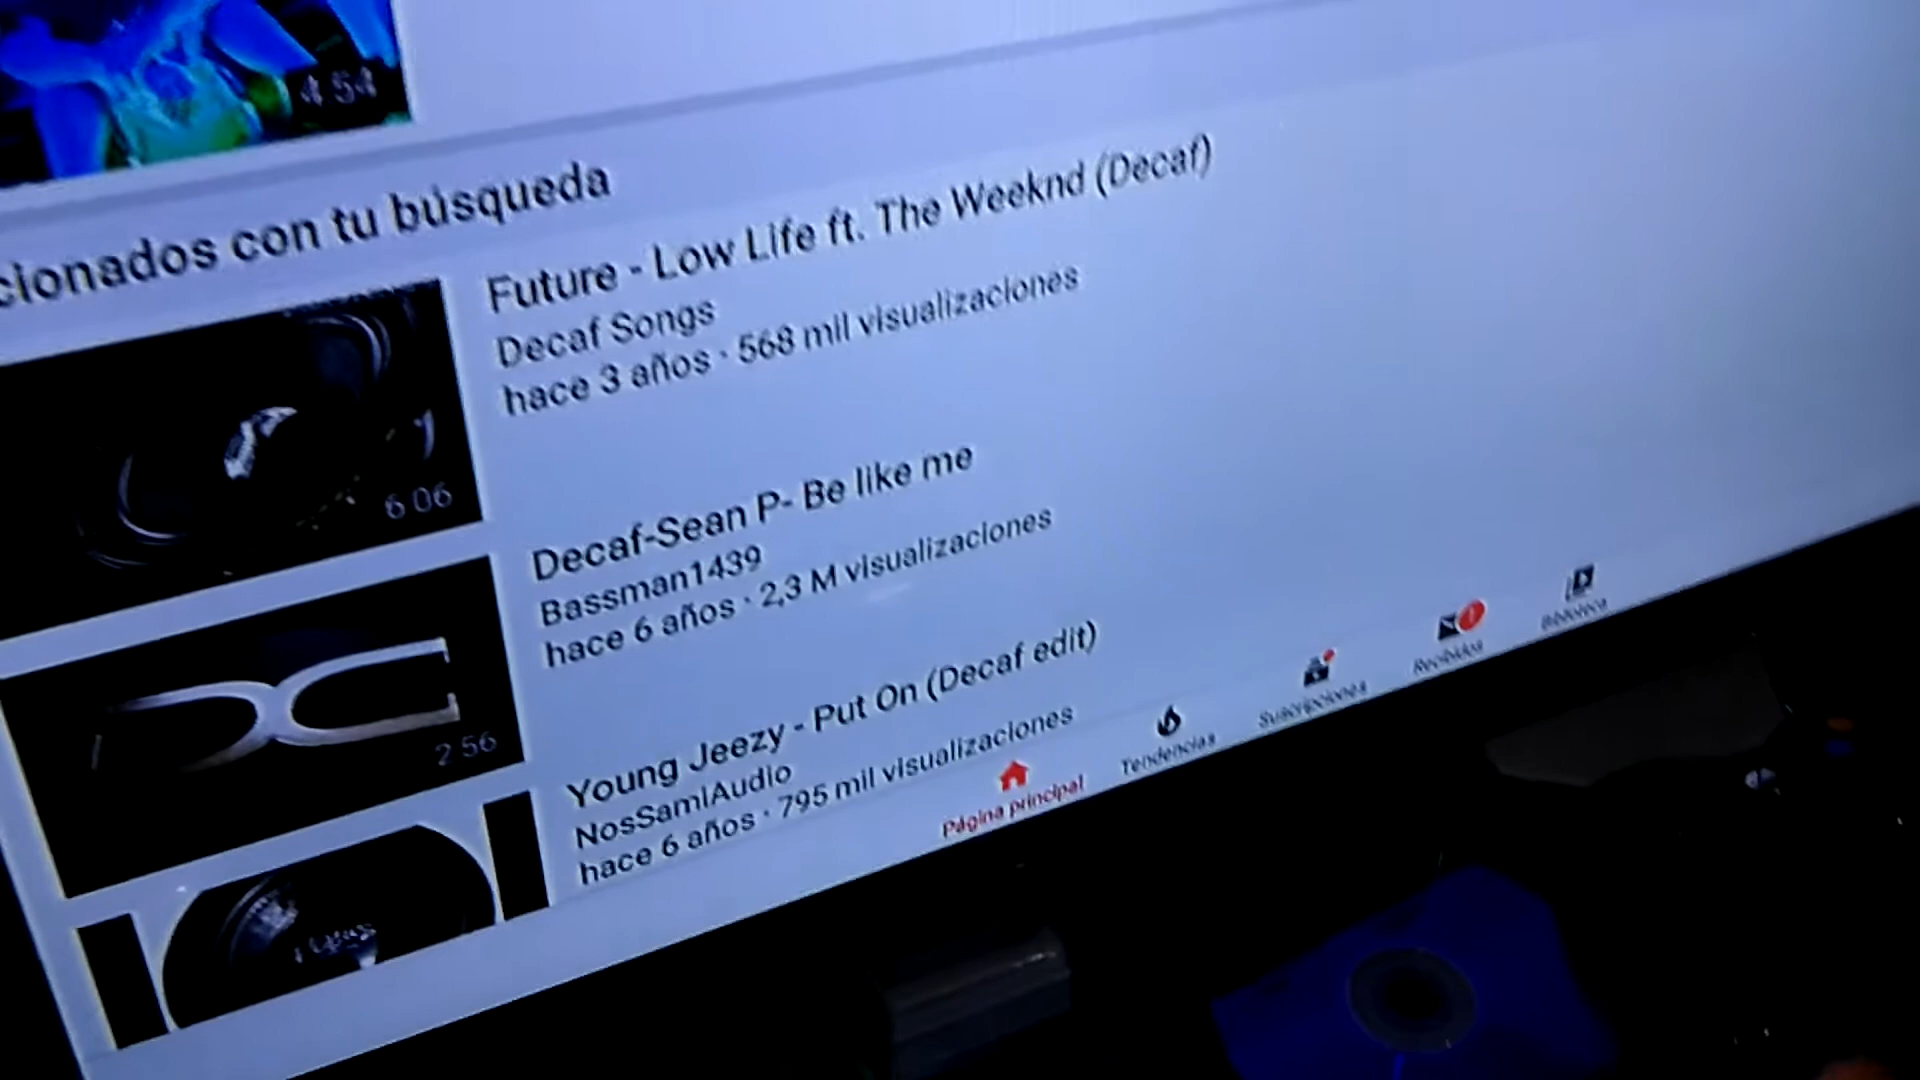 4:54
cionados con tu búsqueda
Future - Low Life ft. The Weeknd (Decaf)
Decaf Songs
hace 3 años · 568 mil visualizaciones
6:06
Decaf-Sean P- Be like me
Bassman1439
hace 6 años · 2,3 M visualizaciones
2:56
Young Jeezy - Put On (Decaf edit)
NosSamIAudio
hace 6 años · 795 mil visualizaciones
Página principal
Tendencias
Suscripciones
1
Recibidos
Biblioteca